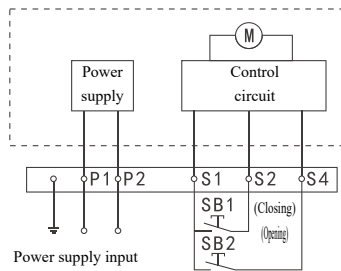 M
Power
supply
Control
circuit
P1 P2 S1 S2 S4
SB1 (Closing)
(Opening)
SB2
Power supply input